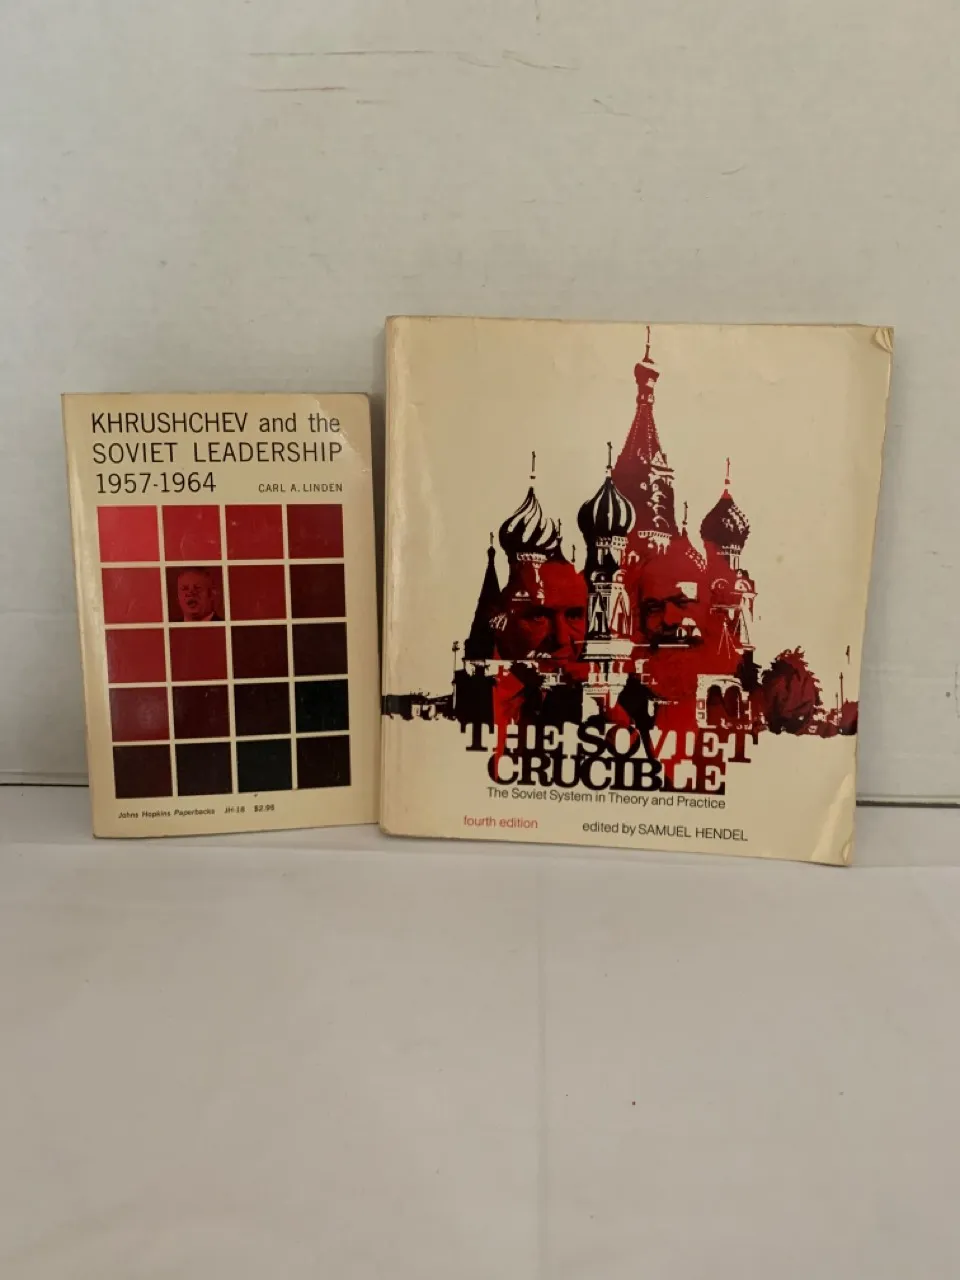 KHRUSHCHEV and the
SOVIET LEADERSHIP
1957-1964
CARL A. LINDEN
Johns Hopkins Paperbacks JH-18 $2.95
THE SOVIET
CRUCIBLE
The Soviet System in Theory and Practice
fourth edition
edited by SAMUEL HENDEL